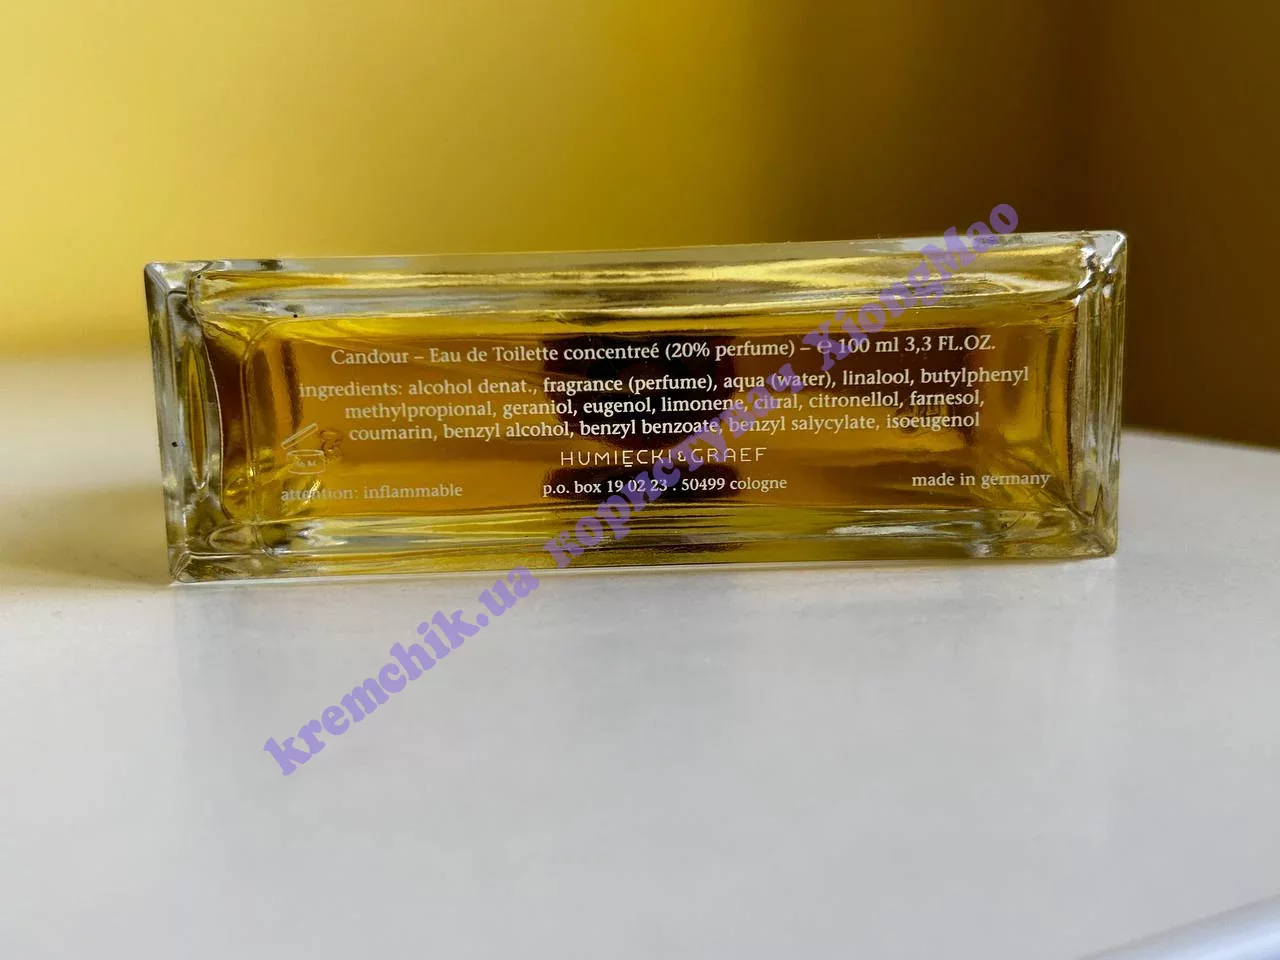 Candour – Eau de Toilette concentreé (20% perfume) – ℮ 100 ml 3,3 FL.OZ.
ingredients: alcohol denat., fragrance (perfume), aqua (water), linalool, butylphenyl
methylpropional, geraniol, eugenol, limonene, citral, citronellol, farnesol,
coumarin, benzyl alcohol, benzyl benzoate, benzyl salycylate, isoeugenol
HUMIECKI & GRAEF
attention: inflammable
p.o. box 19 02 23 . 50499 cologne
made in germany
kremchik.ua користувач XiongMao